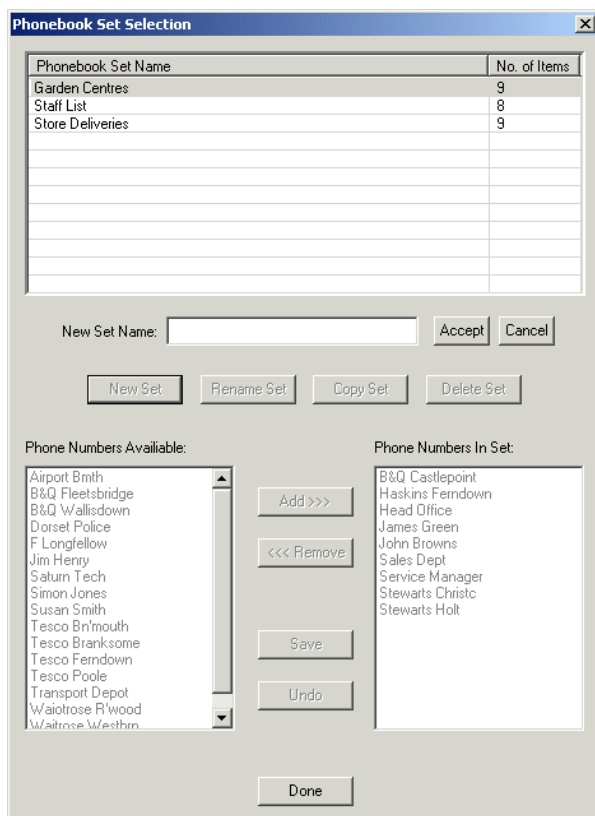 Phonebook Set Selection
Phonebook Set Name No. of Items
Garden Centres 9
Staff List 8
Store Deliveries 9
New Set Name: Accept Cancel
New Set Rename Set Copy Set Delete Set
Phone Numbers Availiable:
Airport Bmth
B&Q Fleetsbridge
B&Q Wallisdown
Dorset Police
F Longfellow
Jim Henry
Saturn Tech
Simon Jones
Susan Smith
Tesco Bn'mouth
Tesco Branksome
Tesco Ferndown
Tesco Poole
Transport Depot
Waiotrose R'wood
Waitrose Westbrn
Add >>>
<<< Remove
Save
Undo
Phone Numbers In Set:
B&Q Castlepoint
Haskins Ferndown
Head Office
James Green
John Browns
Sales Dept
Service Manager
Stewarts Christc
Stewarts Holt
Done